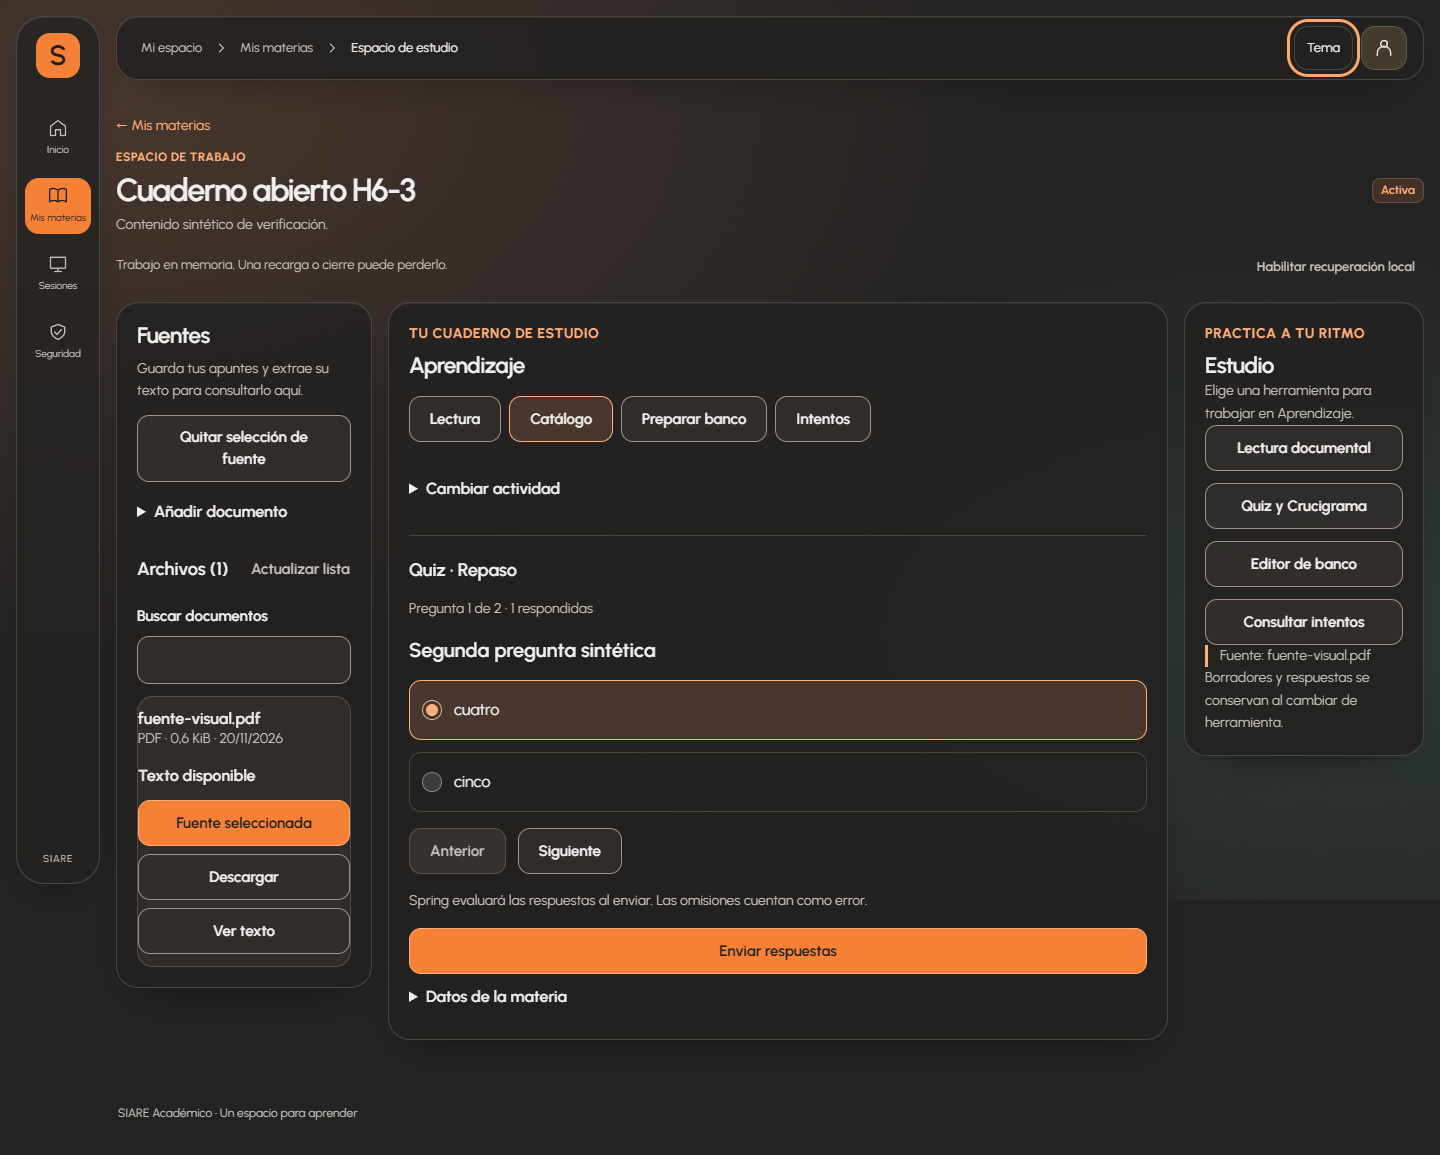 S
Inicio
Mis materias
Sesiones
Seguridad
SIARE
Mi espacio
Mis materias
Espacio de estudio
Tema
← Mis materias
ESPACIO DE TRABAJO
Cuaderno abierto H6-3
Activa
Contenido sintético de verificación.
Trabajo en memoria. Una recarga o cierre puede perderlo.
Habilitar recuperación local
Fuentes
Guarda tus apuntes y extrae su
texto para consultarlo aquí.
Quitar selección de
fuente
Añadir documento
Archivos (1)
Actualizar lista
Buscar documentos
fuente-visual.pdf
PDF · 0,6 KiB · 20/11/2026
Texto disponible
Fuente seleccionada
Descargar
Ver texto
TU CUADERNO DE ESTUDIO
Aprendizaje
Lectura
Catálogo
Preparar banco
Intentos
Cambiar actividad
Quiz · Repaso
Pregunta 1 de 2 · 1 respondidas
Segunda pregunta sintética
cuatro
cinco
Anterior
Siguiente
Spring evaluará las respuestas al enviar. Las omisiones cuentan como error.
Enviar respuestas
Datos de la materia
PRACTICA A TU RITMO
Estudio
Elige una herramienta para
trabajar en Aprendizaje.
Lectura documental
Quiz y Crucigrama
Editor de banco
Consultar intentos
Fuente: fuente-visual.pdf
Borradores y respuestas se
conservan al cambiar de
herramienta.
SIARE Académico · Un espacio para aprender